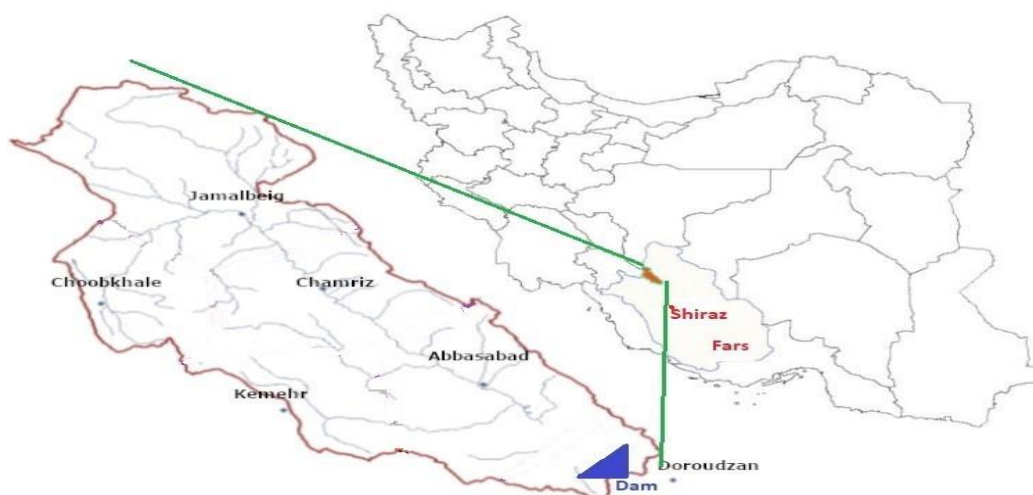 Jamalbeig
Choobkhale
Chamriz
Shiraz
Fars
Abbasabad
Kemehr
Doroudzan
Dam